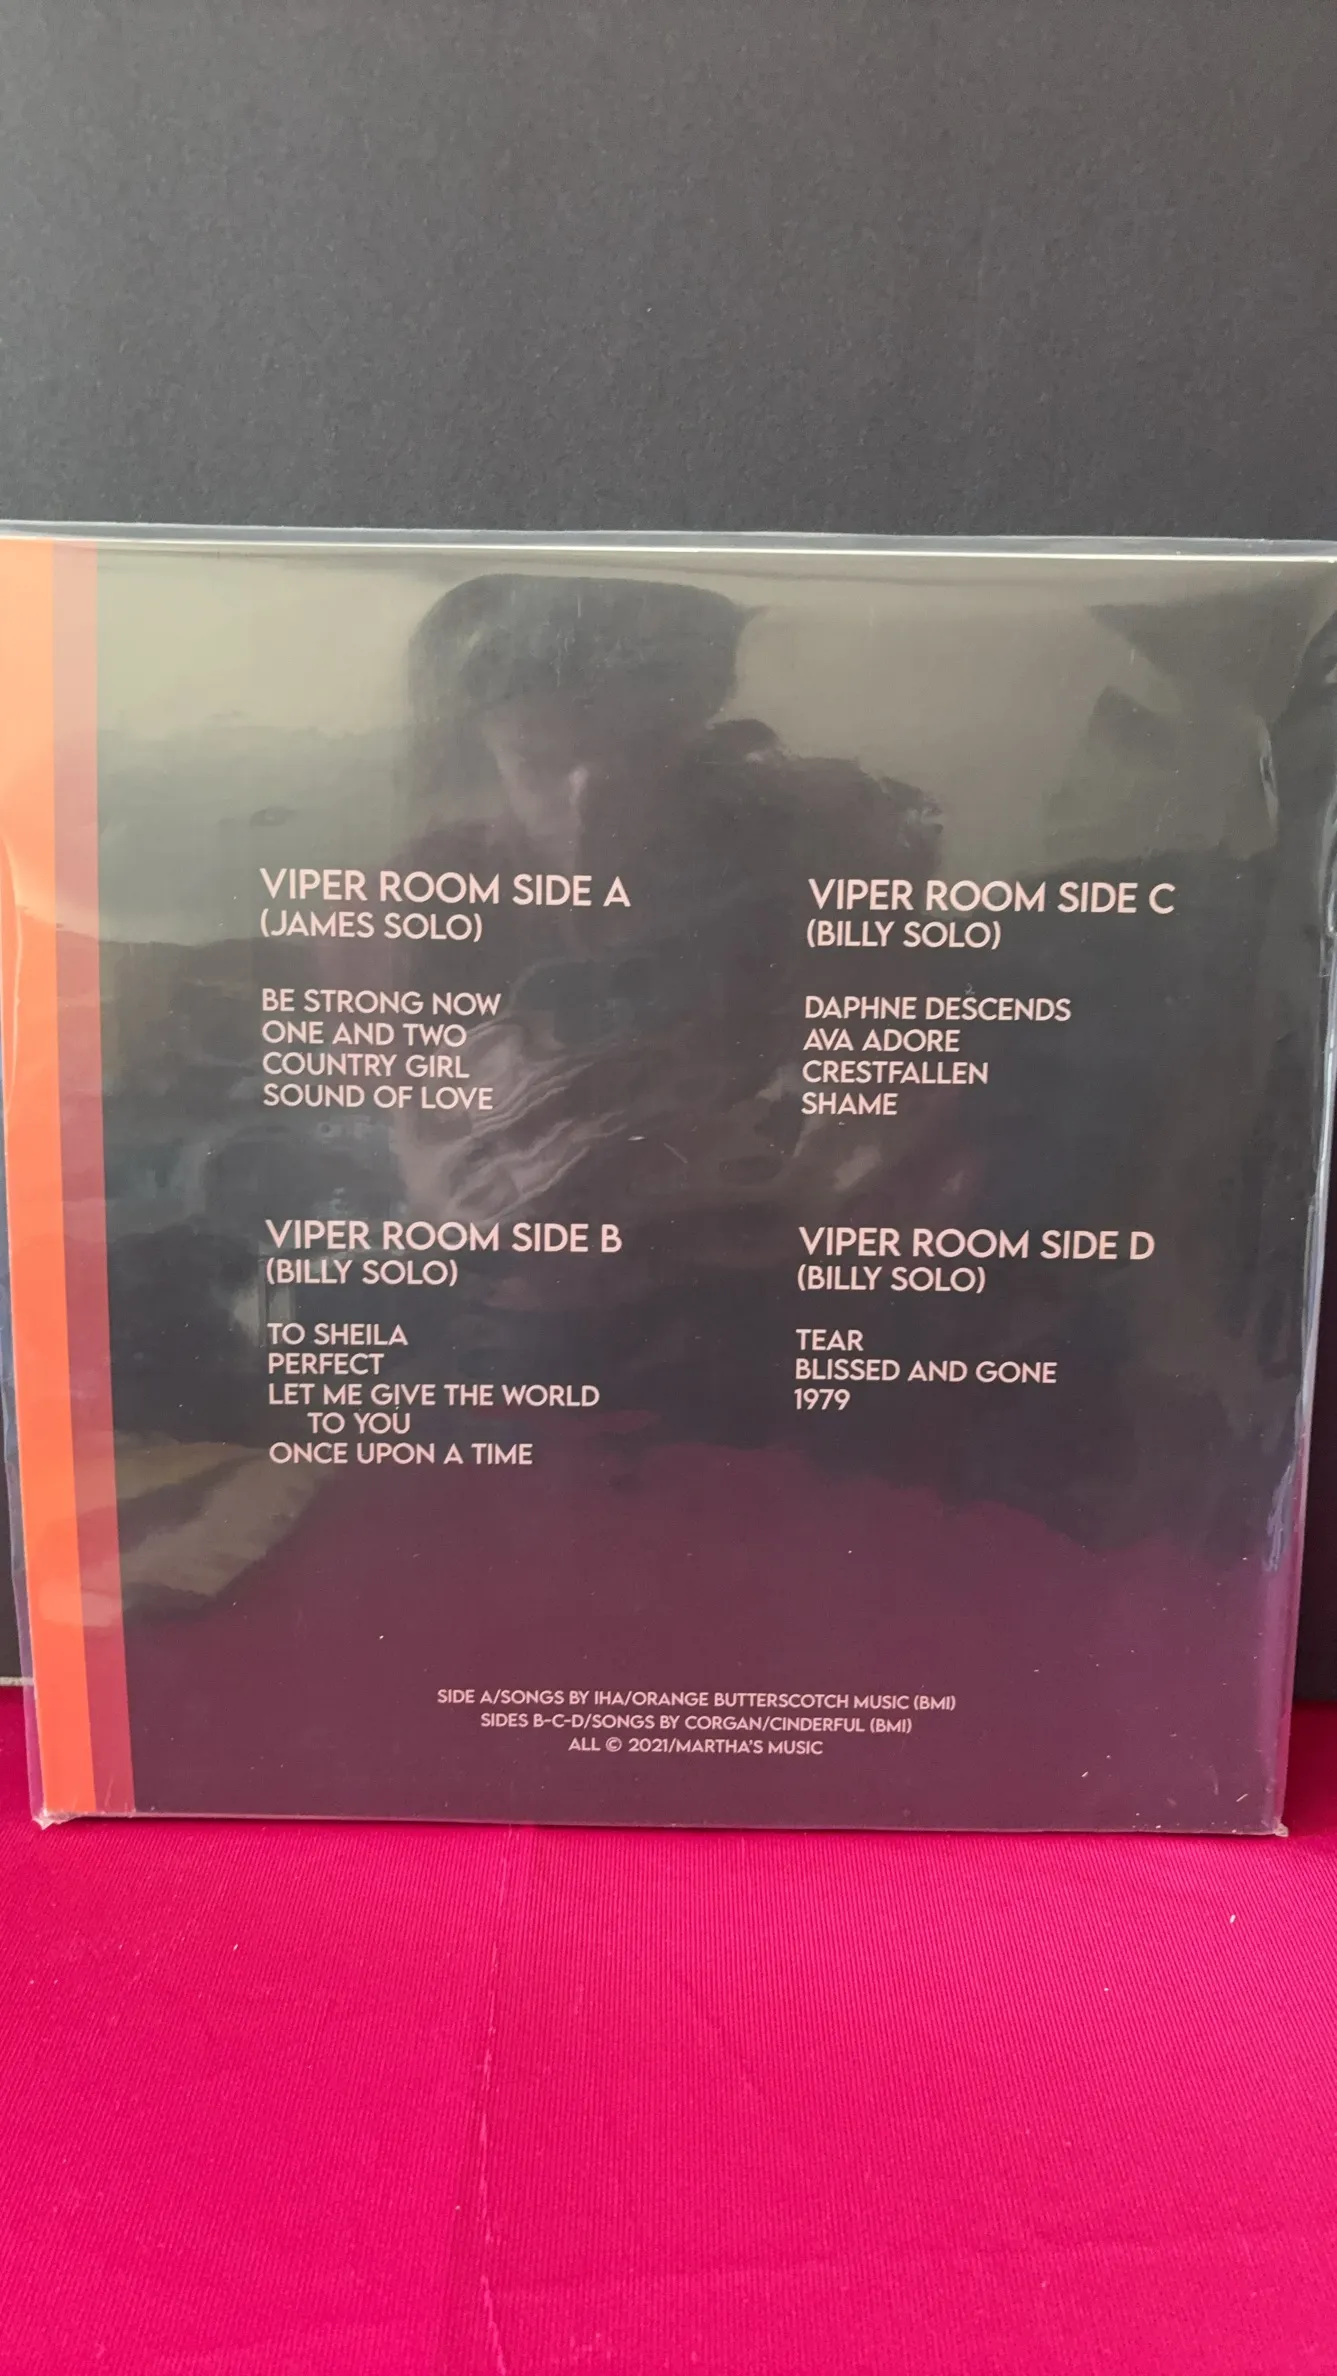 VIPER ROOM SIDE A
(JAMES SOLO)
BE STRONG NOW
ONE AND TWO
COUNTRY GIRL
SOUND OF LOVE
VIPER ROOM SIDE B
(BILLY SOLO)
TO SHEILA
PERFECT
LET ME GIVE THE WORLD
TO YOU
ONCE UPON A TIME
VIPER ROOM SIDE C
(BILLY SOLO)
DAPHNE DESCENDS
AVA ADORE
CRESTFALLEN
SHAME
VIPER ROOM SIDE D
(BILLY SOLO)
TEAR
BLISSED AND GONE
1979
SIDE A/SONGS BY IHA/ORANGE BUTTERSCOTCH MUSIC (BMI)
SIDES B-C-D/SONGS BY CORGAN/CINDERFUL (BMI)
ALL © 2021/MARTHA'S MUSIC